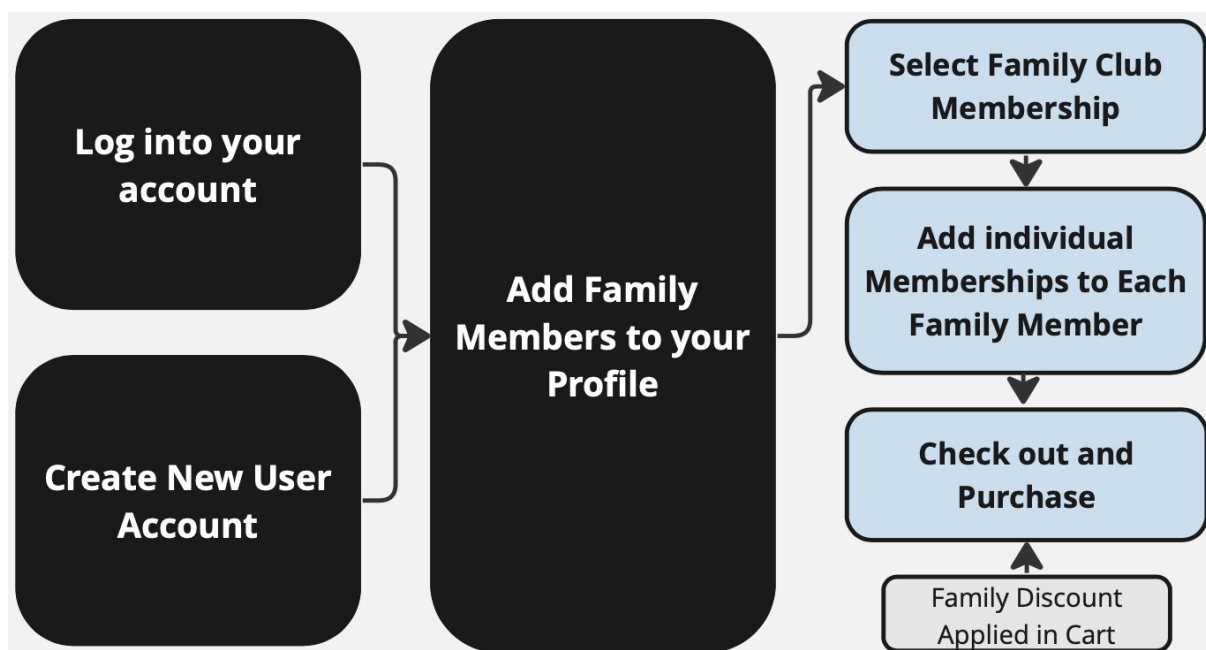 Log into your
account
Create New User
Account
Add Family
Members to your
Profile
Select Family Club
Membership
Add individual
Memberships to Each
Family Member
Check out and
Purchase
Family Discount
Applied in Cart